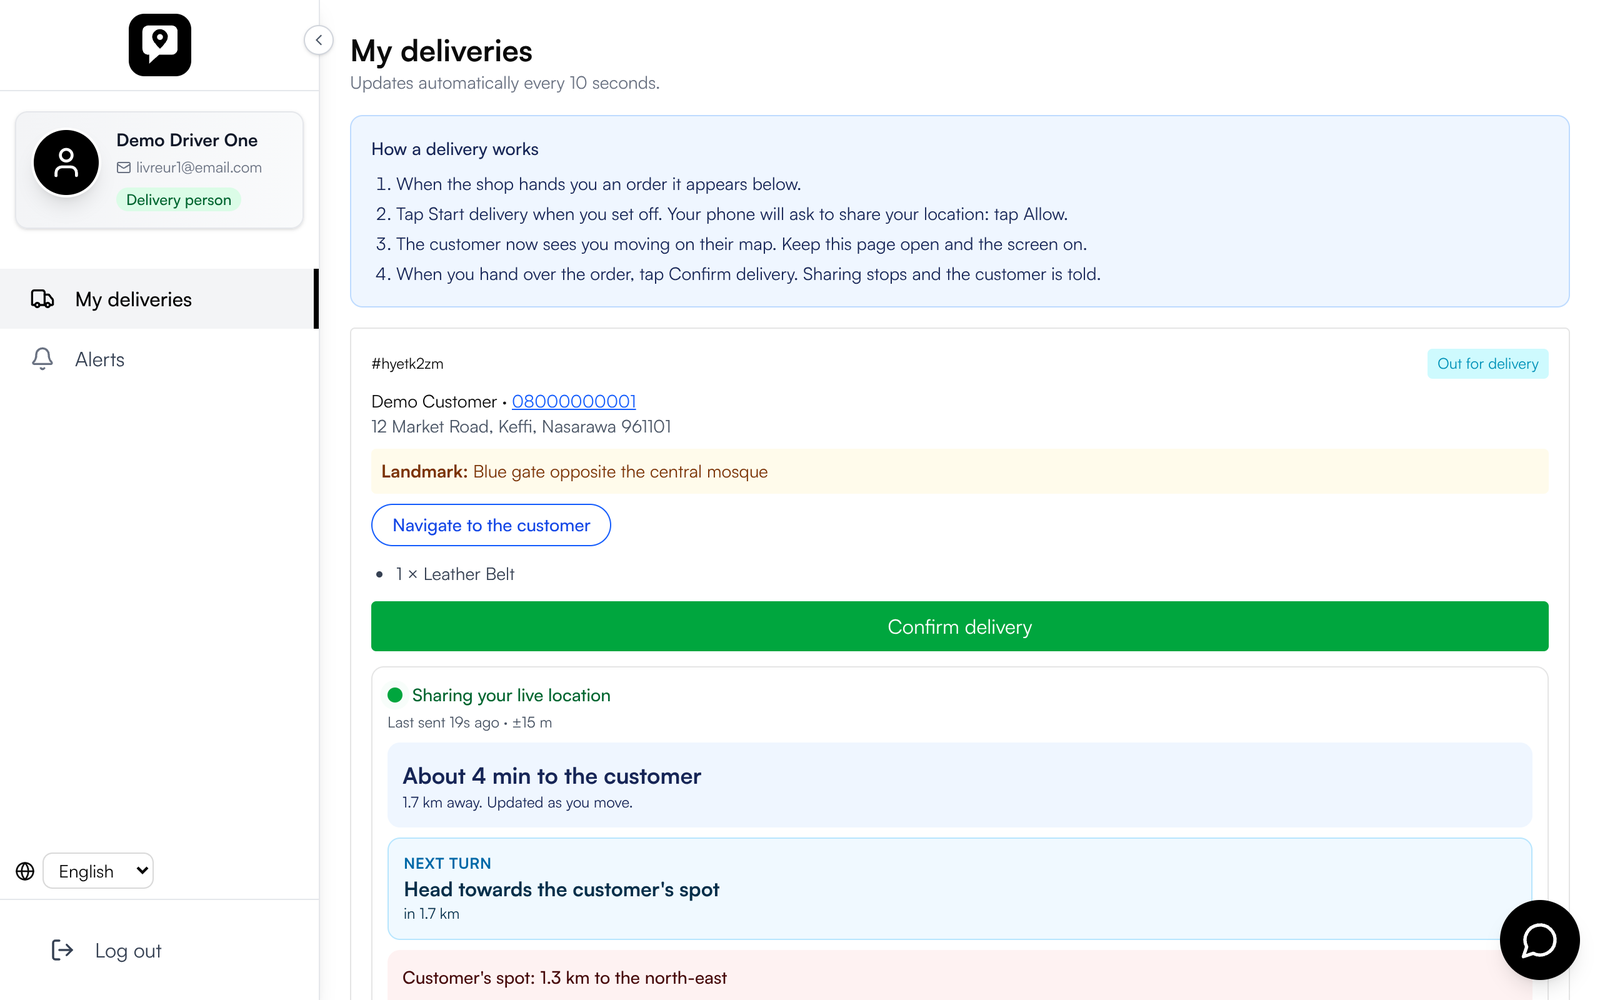 My deliveries
Updates automatically every 10 seconds.
Demo Driver One
livreur1@email.com
Delivery person
My deliveries
Alerts
English
Log out
How a delivery works
1. When the shop hands you an order it appears below.
2. Tap Start delivery when you set off. Your phone will ask to share your location: tap Allow.
3. The customer now sees you moving on their map. Keep this page open and the screen on.
4. When you hand over the order, tap Confirm delivery. Sharing stops and the customer is told.
#hyetk2zm
Out for delivery
Demo Customer • 08000000001
12 Market Road, Keffi, Nasarawa 961101
Landmark: Blue gate opposite the central mosque
Navigate to the customer
• 1 × Leather Belt
Confirm delivery
Sharing your live location
Last sent 19s ago • ±15 m
About 4 min to the customer
1.7 km away. Updated as you move.
NEXT TURN
Head towards the customer's spot
in 1.7 km
Customer's spot: 1.3 km to the north-east